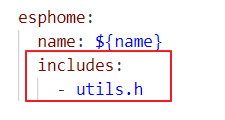 esphome:
  name: ${name}
  includes:
    - utils.h